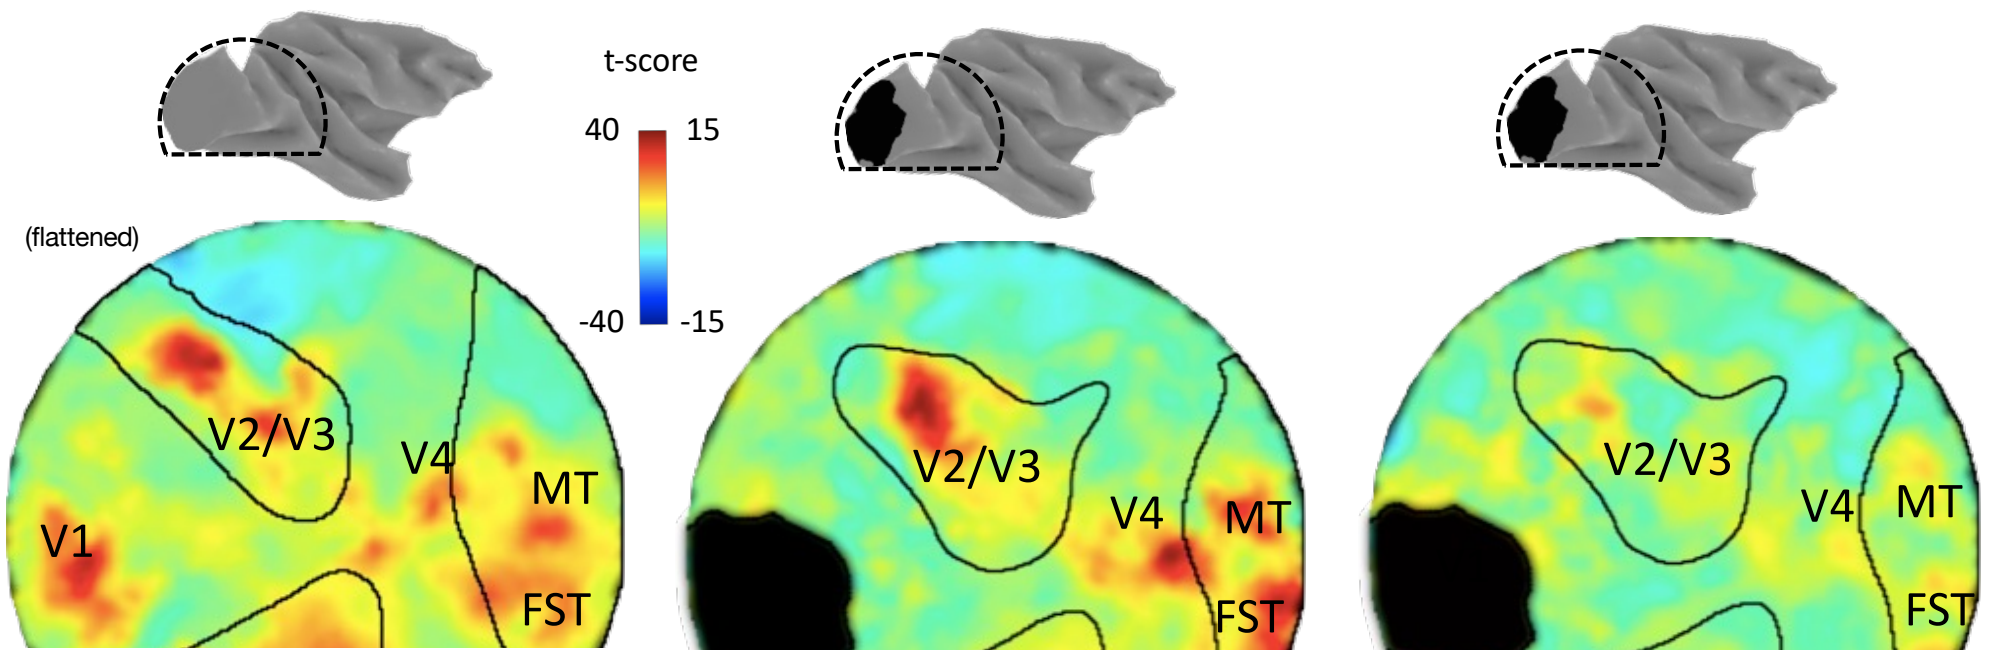 t-score
40 15
-40 -15
(flattened)
V2/V3
V4
MT
V1
FST
V2/V3
V4
MT
FST
V2/V3
V4
MT
FST